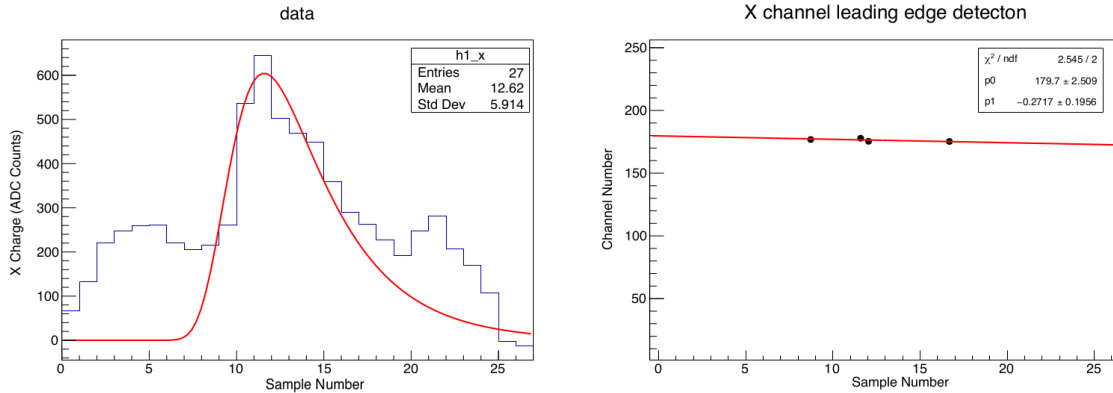 data
h1_x
Entries 27
Mean 12.62
Std Dev 5.914
X Charge (ADC Counts)
600
500
400
300
200
100
0
0 5 10 15 20 25
Sample Number
X channel leading edge detecton
χ² / ndf 2.545 / 2
p0 179.7 ± 2.509
p1 −0.2717 ± 0.1956
Channel Number
250
200
150
100
50
0 5 10 15 20 25
Sample Number